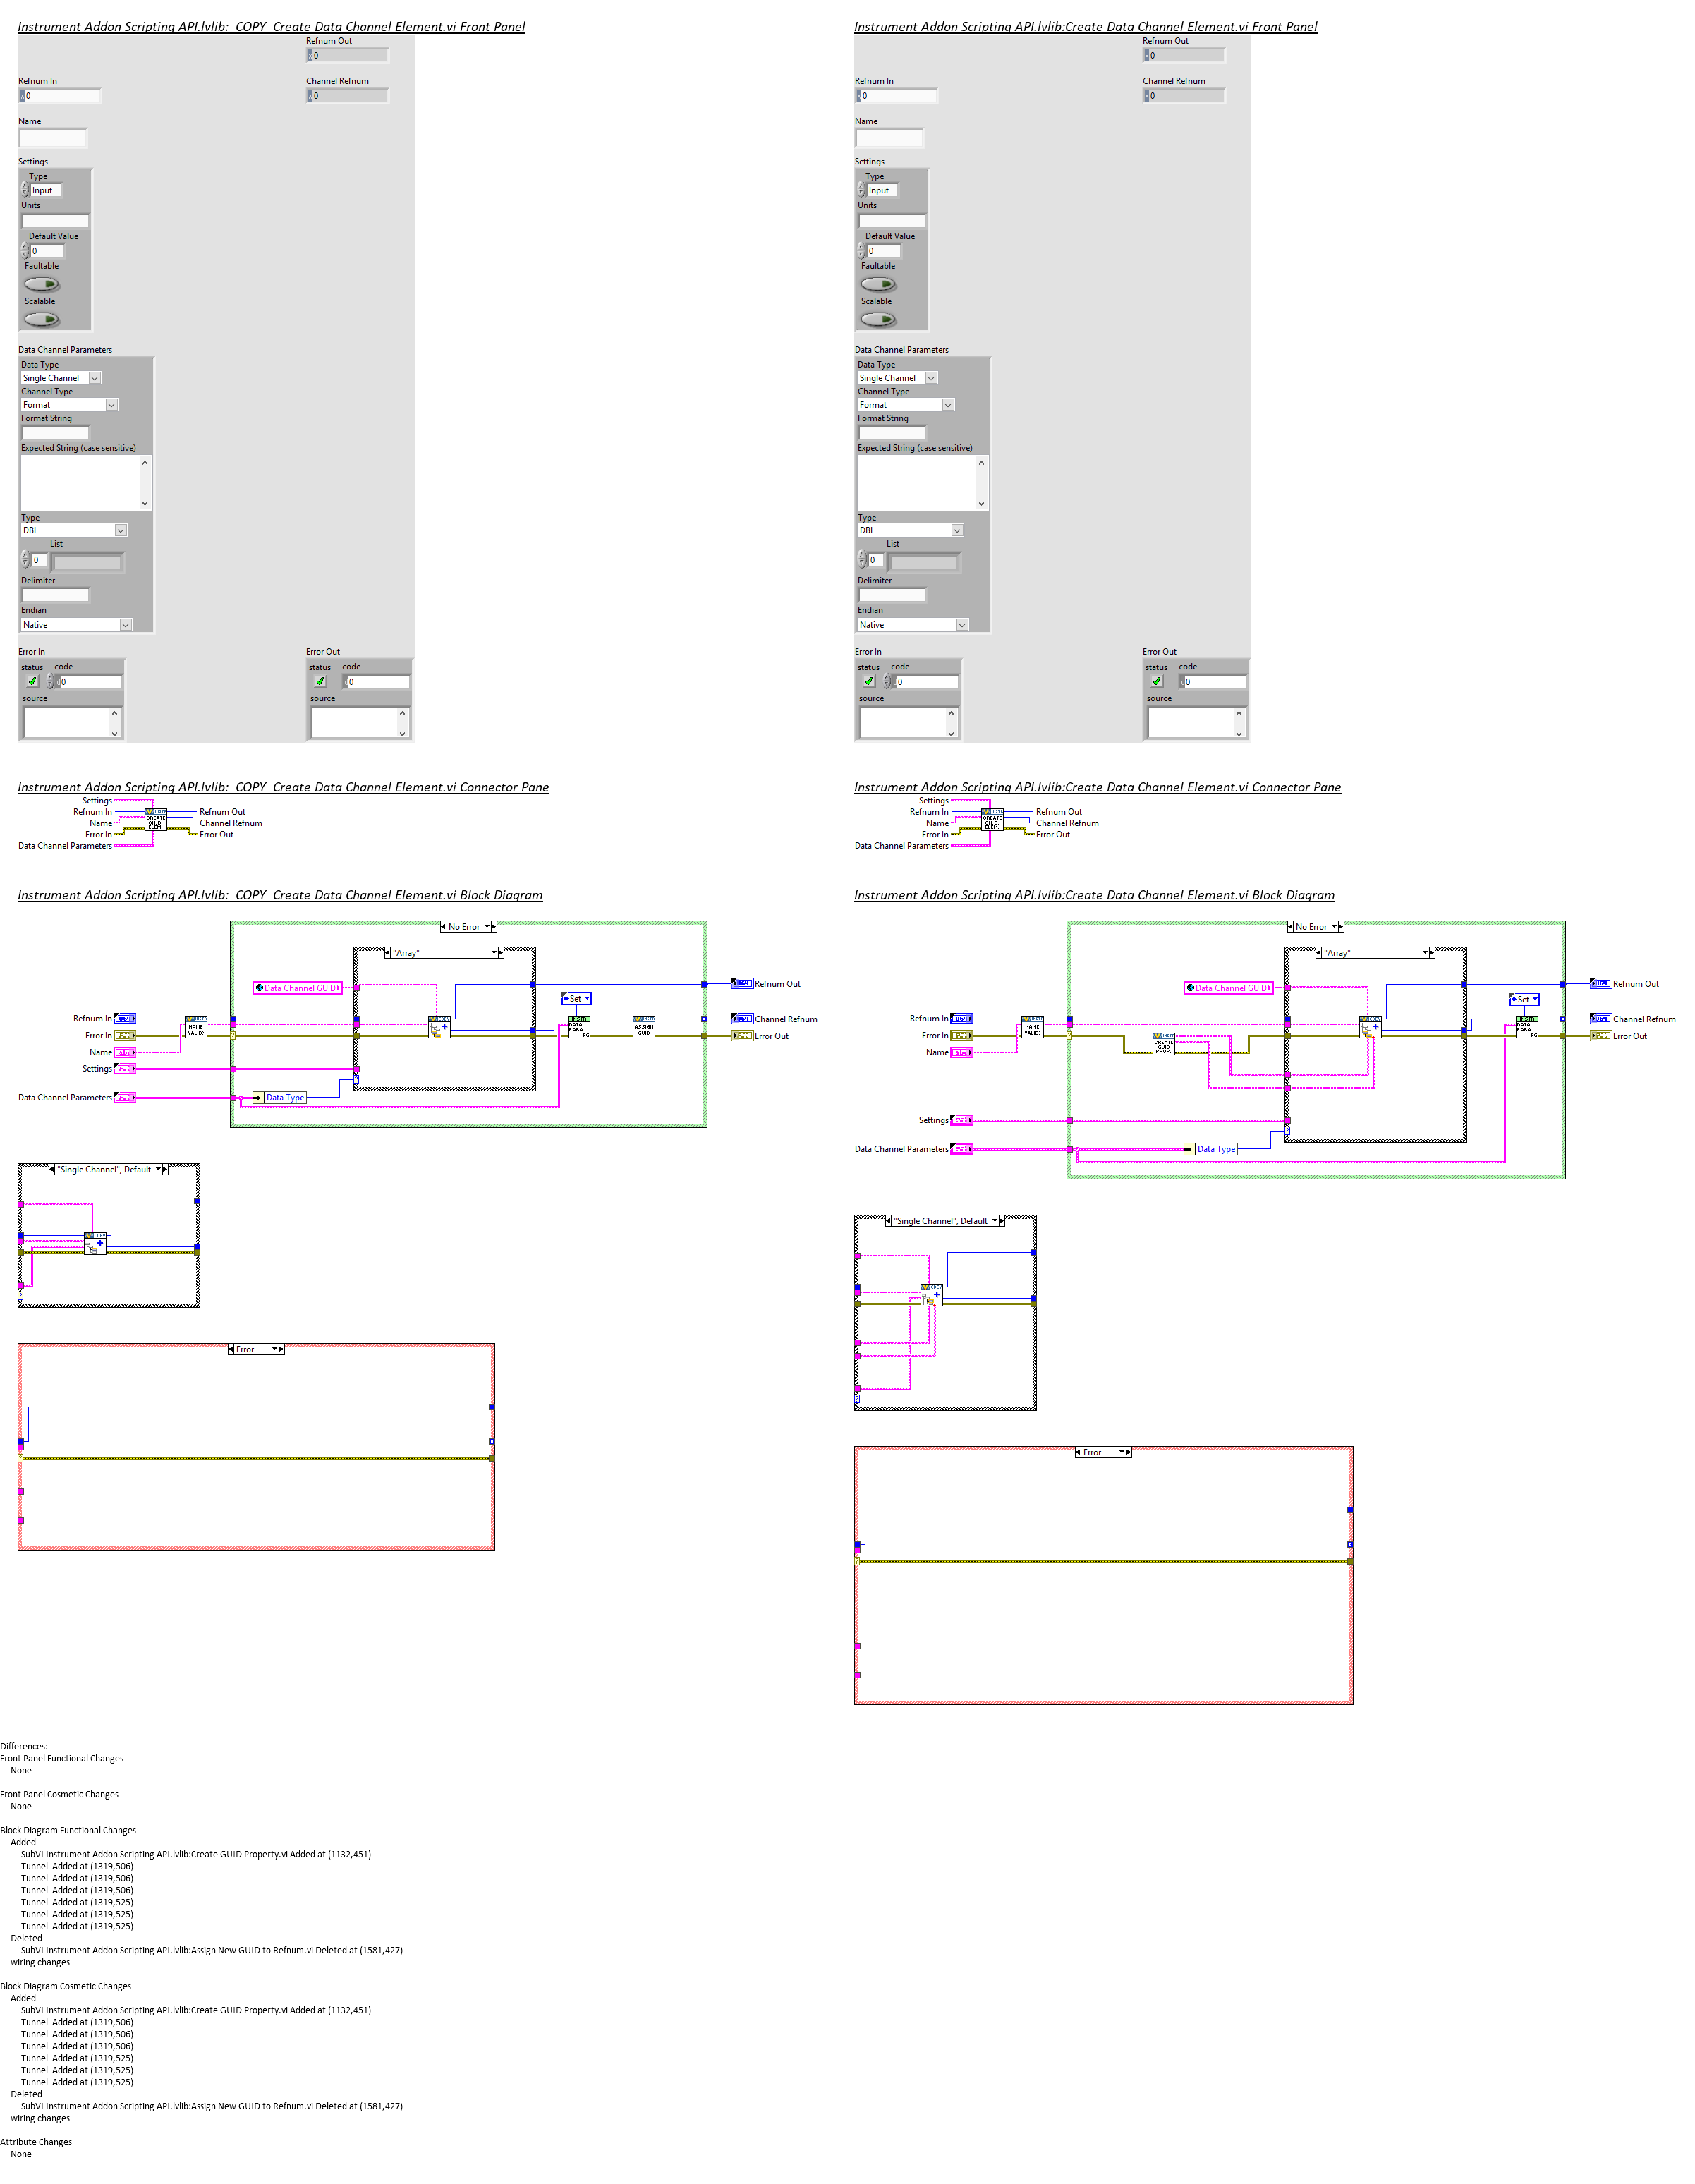 Instrument Addon Scripting API.lvlib:  COPY  Create Data Channel Element.vi Front Panel
Refnum Out
0
Refnum In
0
Channel Refnum
0
Name
Settings
Type
Input
Units
Default Value
0
Faultable
Scalable
Data Channel Parameters
Data Type
Single Channel
Channel Type
Format
Format String
Expected String (case sensitive)
Type
DBL
List
0
Delimiter
Endian
Native
Error In
status code
0
source
Error Out
status code
0
source
Instrument Addon Scripting API.lvlib:Create Data Channel Element.vi Front Panel
Refnum Out
0
Refnum In
0
Channel Refnum
0
Name
Settings
Type
Input
Units
Default Value
0
Faultable
Scalable
Data Channel Parameters
Data Type
Single Channel
Channel Type
Format
Format String
Expected String (case sensitive)
Type
DBL
List
0
Delimiter
Endian
Native
Error In
status code
0
source
Error Out
status code
0
source
Instrument Addon Scripting API.lvlib:  COPY  Create Data Channel Element.vi Connector Pane
Settings
Refnum In
Name
Error In
Data Channel Parameters
CREATE
CH.D.
ELEM.
Refnum Out
Channel Refnum
Error Out
Instrument Addon Scripting API.lvlib:Create Data Channel Element.vi Connector Pane
Settings
Refnum In
Name
Error In
Data Channel Parameters
CREATE
CH.D.
ELEM.
Refnum Out
Channel Refnum
Error Out
Instrument Addon Scripting API.lvlib:  COPY  Create Data Channel Element.vi Block Diagram
No Error
"Array"
Data Channel GUID
Set
Refnum In
Error In
Name
Settings
Data Channel Parameters
NAME
VALID?
Data Type
INSTR
DATA
PARA
FG
ASSIGN
GUID
Refnum Out
Channel Refnum
Error Out
"Single Channel", Default
Error
Instrument Addon Scripting API.lvlib:Create Data Channel Element.vi Block Diagram
No Error
"Array"
Data Channel GUID
Set
Refnum In
Error In
Name
Settings
Data Channel Parameters
NAME
VALID?
CREATE
GUID
PROP.
Data Type
INSTR
DATA
PARA
FG
Refnum Out
Channel Refnum
Error Out
"Single Channel", Default
Error
Differences:
Front Panel Functional Changes
None
Front Panel Cosmetic Changes
None
Block Diagram Functional Changes
Added
SubVI Instrument Addon Scripting API.lvlib:Create GUID Property.vi Added at (1132,451)
Tunnel  Added at (1319,506)
Tunnel  Added at (1319,506)
Tunnel  Added at (1319,506)
Tunnel  Added at (1319,525)
Tunnel  Added at (1319,525)
Tunnel  Added at (1319,525)
Deleted
SubVI Instrument Addon Scripting API.lvlib:Assign New GUID to Refnum.vi Deleted at (1581,427)
wiring changes
Block Diagram Cosmetic Changes
Added
SubVI Instrument Addon Scripting API.lvlib:Create GUID Property.vi Added at (1132,451)
Tunnel  Added at (1319,506)
Tunnel  Added at (1319,506)
Tunnel  Added at (1319,506)
Tunnel  Added at (1319,525)
Tunnel  Added at (1319,525)
Tunnel  Added at (1319,525)
Deleted
SubVI Instrument Addon Scripting API.lvlib:Assign New GUID to Refnum.vi Deleted at (1581,427)
wiring changes
Attribute Changes
None